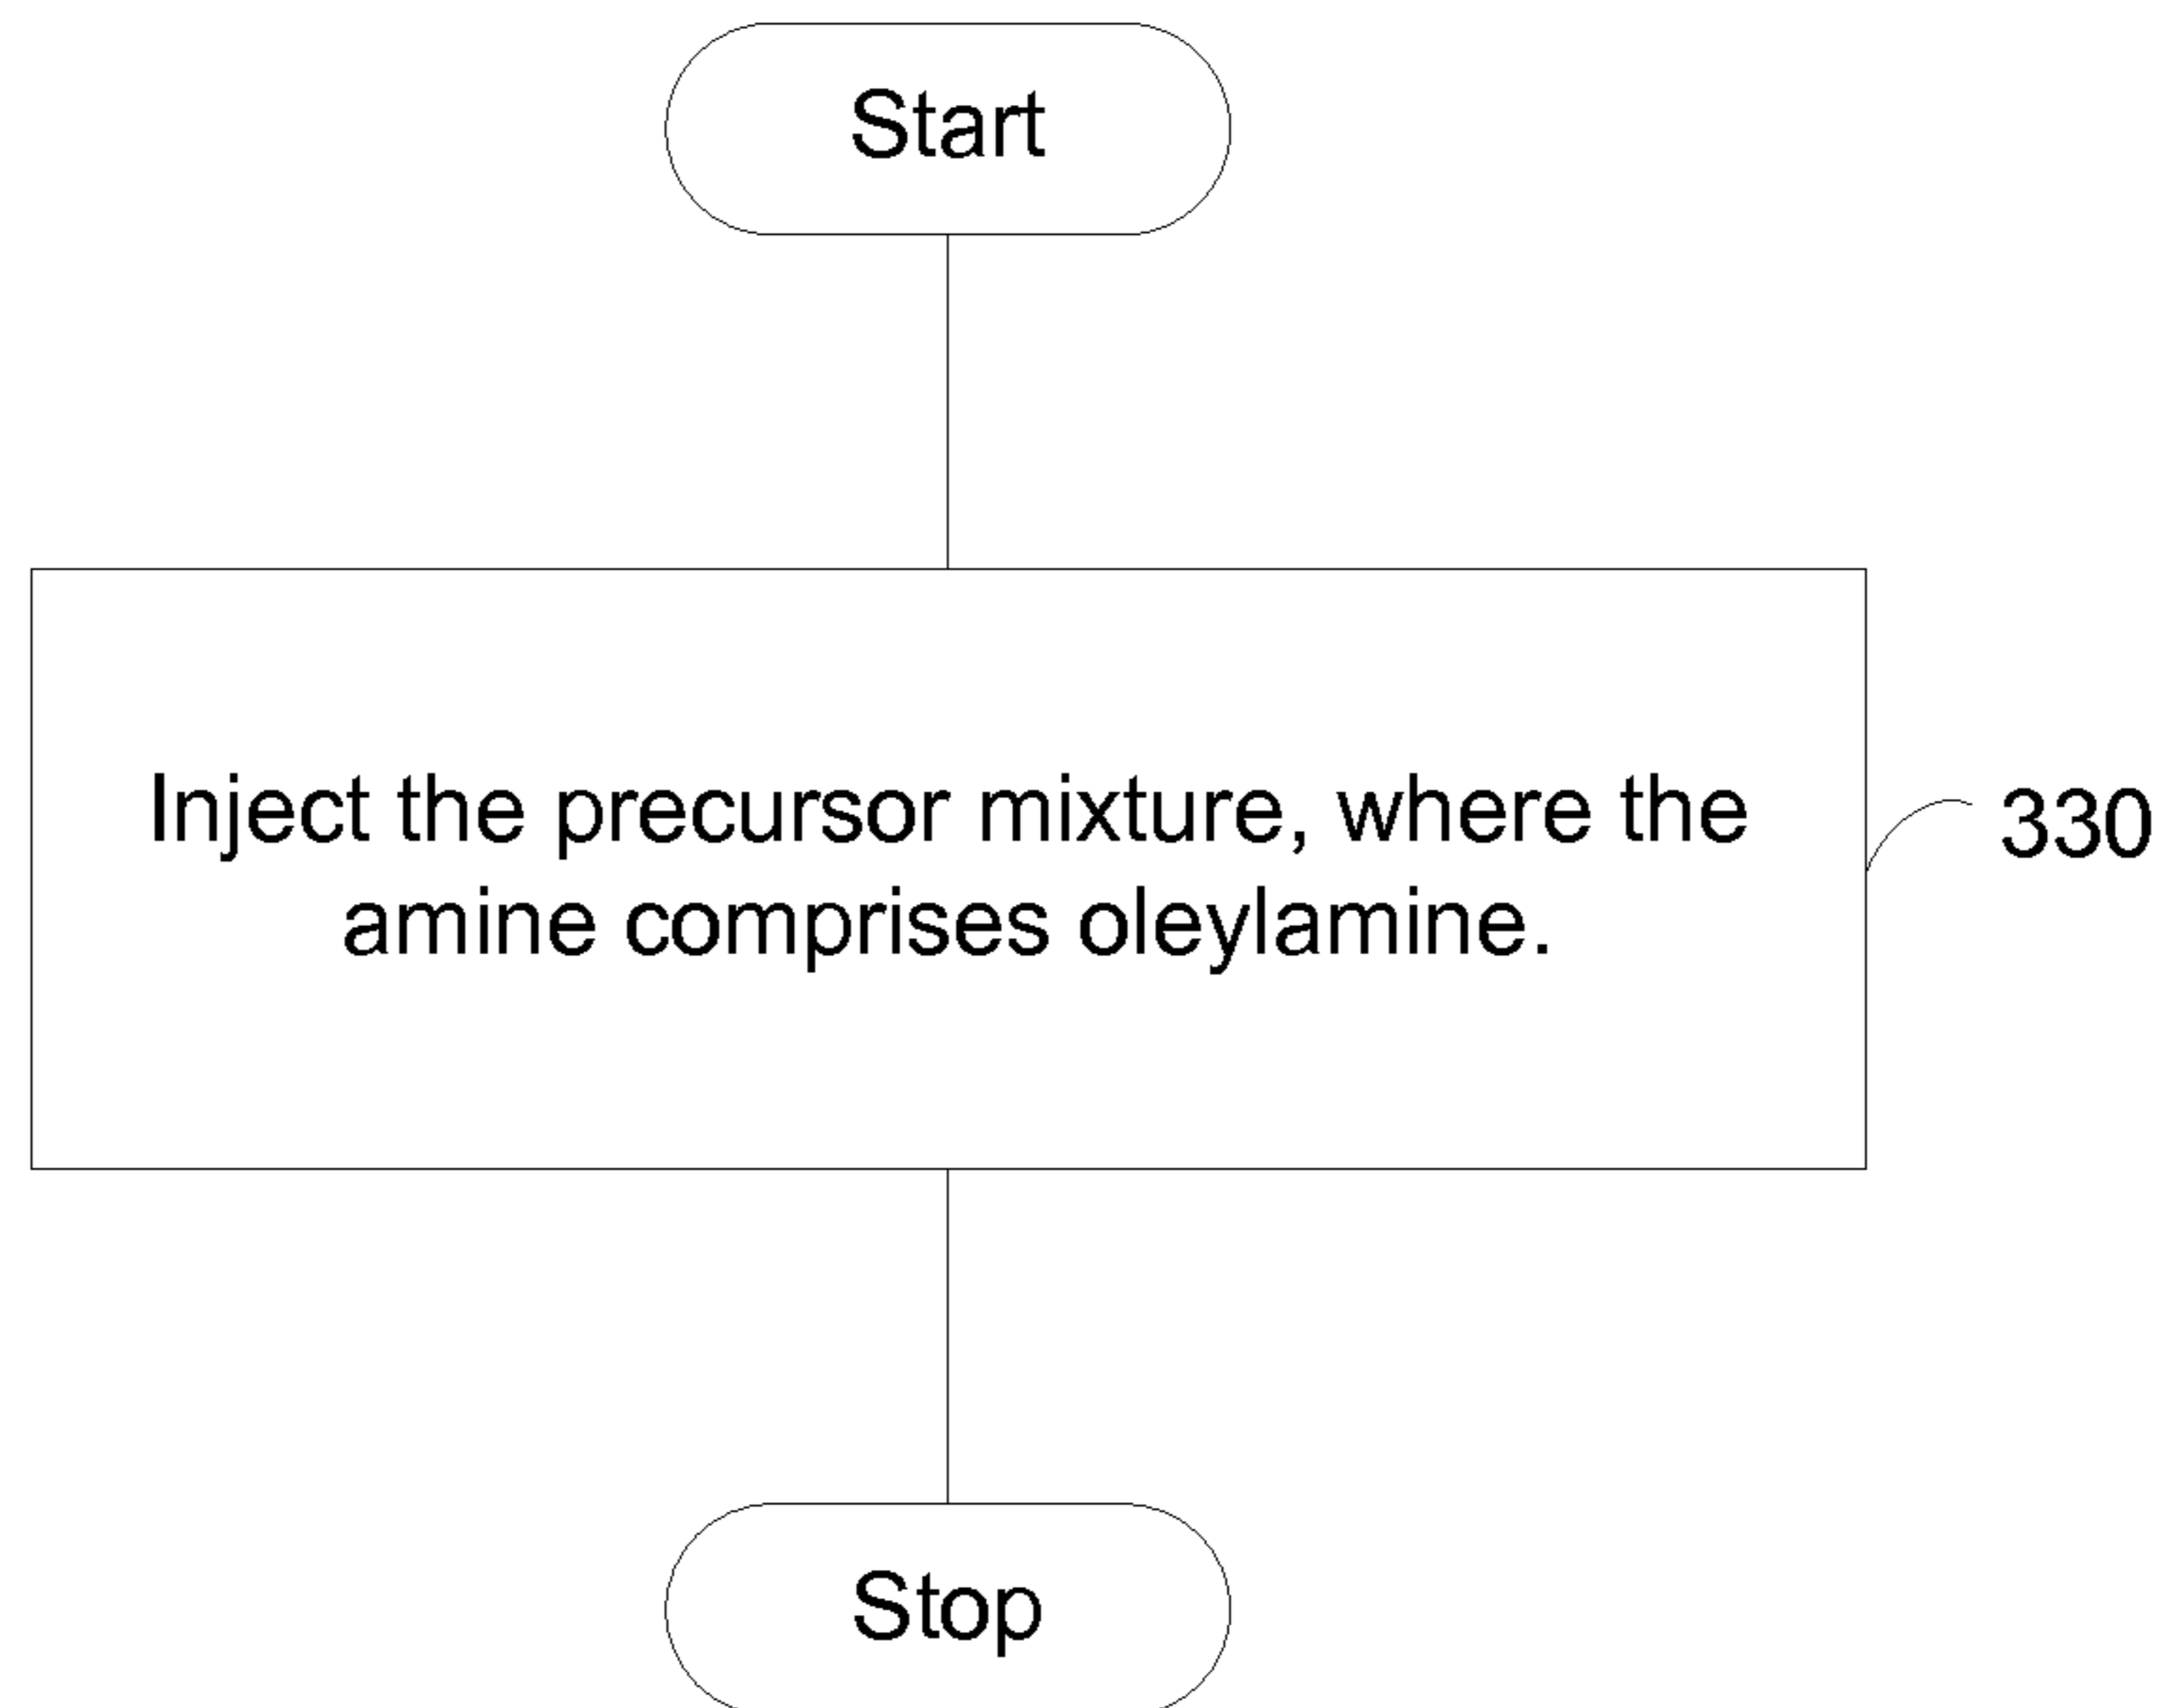 Start
Inject the precursor mixture, where the
amine comprises oleylamine.
330
Stop